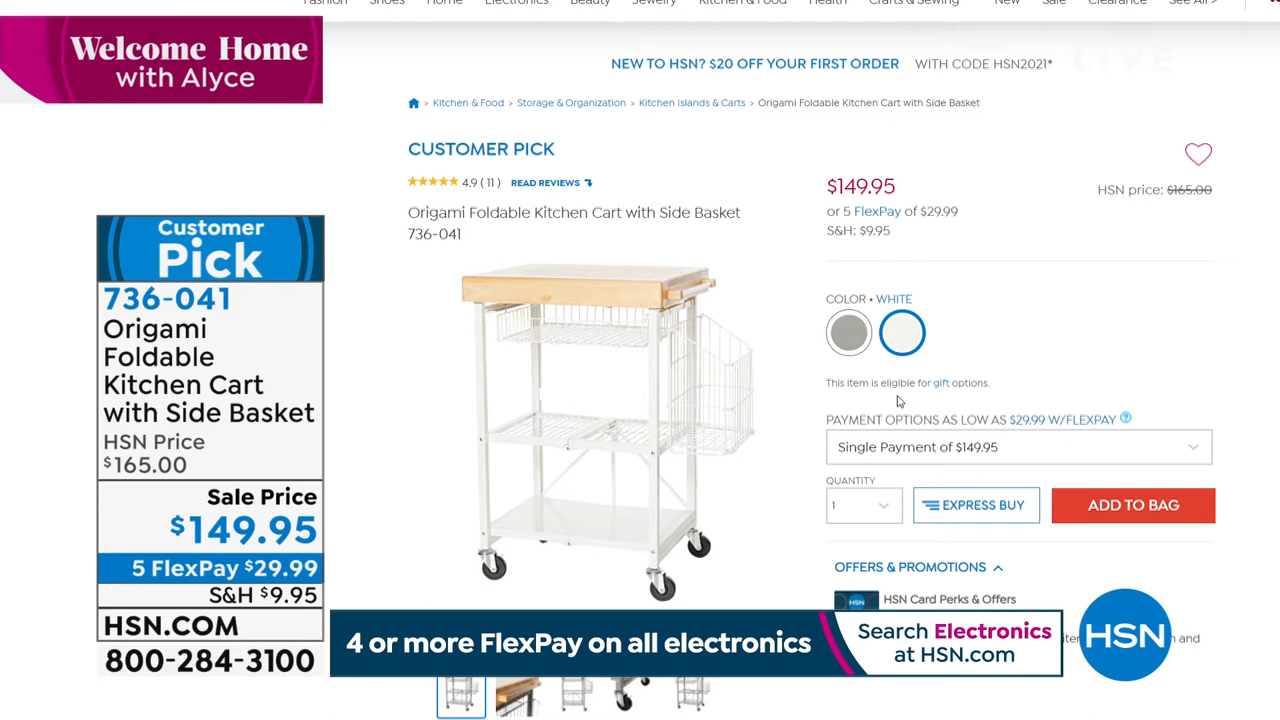 Fashion Shoes Home Electronics Beauty Jewelry Kitchen & Food Health Crafts & Sewing New Sale Clearance See All >
Welcome Home
with Alyce
LIVE
NEW TO HSN? $20 OFF YOUR FIRST ORDER WITH CODE HSN2021*
> Kitchen & Food > Storage & Organization > Kitchen Islands & Carts > Origami Foldable Kitchen Cart with Side Basket
CUSTOMER PICK
4.9 ( 11 ) READ REVIEWS
Origami Foldable Kitchen Cart with Side Basket
736-041
$149.95
HSN price: $165.00
or 5 FlexPay of $29.99
S&H: $9.95
COLOR • WHITE
This item is eligible for gift options.
PAYMENT OPTIONS AS LOW AS $29.99 W/FLEXPAY ?
Single Payment of $149.95
QUANTITY
1
EXPRESS BUY
ADD TO BAG
OFFERS & PROMOTIONS
HSN
HSN Card Perks & Offers
and
Customer
Pick
736-041
Origami
Foldable
Kitchen Cart
with Side Basket
HSN Price
$165.00
Sale Price
$149.95
5 FlexPay $29.99
S&H $9.95
HSN.COM
800-284-3100
4 or more FlexPay on all electronics
Search Electronics
at HSN.com
HSN